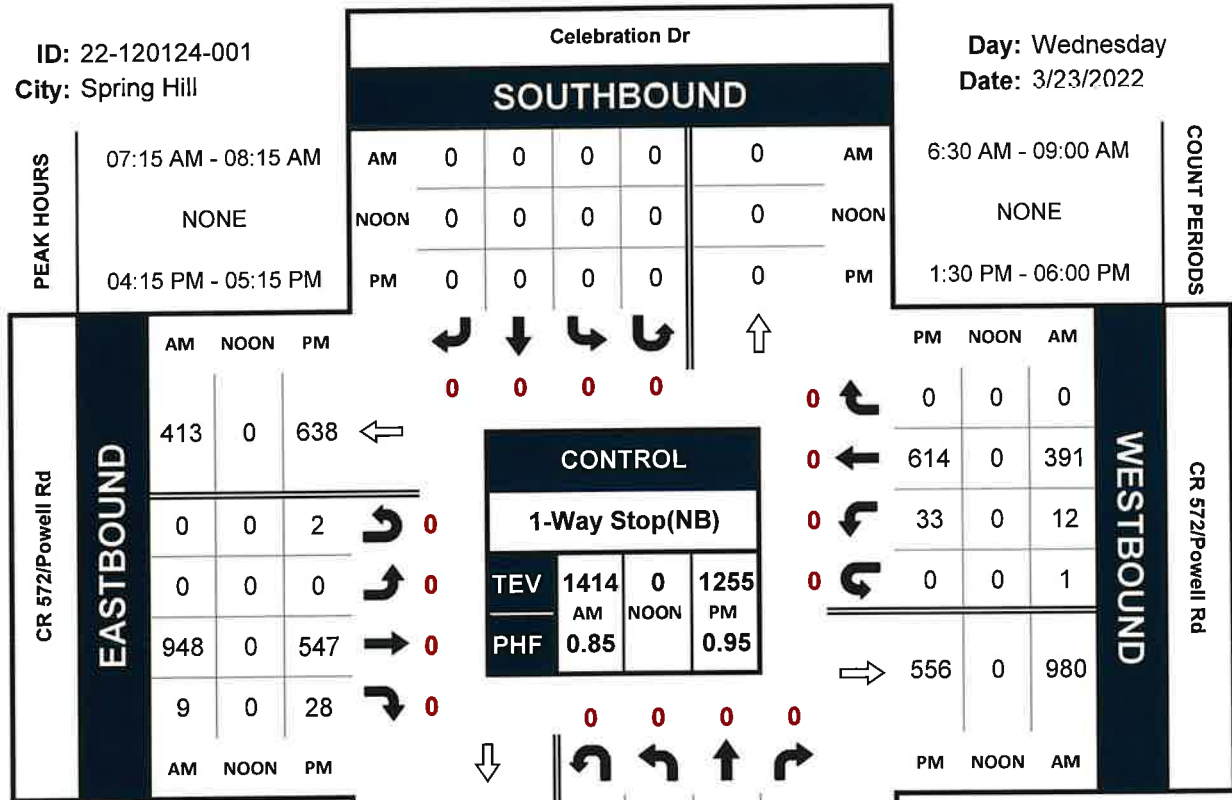 ID: 22-120124-001
City: Spring Hill
Celebration Dr
Day: Wednesday
Date: 3/23/2022
SOUTHBOUND
PEAK HOURS
07:15 AM - 08:15 AM
NONE
04:15 PM - 05:15 PM
AM 0 0 0 0 0 AM
NOON 0 0 0 0 0 NOON
PM 0 0 0 0 0 PM
6:30 AM - 09:00 AM
NONE
1:30 PM - 06:00 PM
COUNT PERIODS
0 0 0 0
CR 572/Powell Rd
EASTBOUND
AM NOON PM
413 0 638
0 0 2 0
0 0 0 0
948 0 547 0
9 0 28 0
AM NOON PM
CONTROL
1-Way Stop(NB)
TEV 1414 0 1255
AM NOON PM
PHF 0.85 0.95
PM NOON AM
0 0 0 0
0 614 0 391
0 33 0 12
0 0 0 1
556 0 980
PM NOON AM
WESTBOUND
CR 572/Powell Rd
0 0 0 0